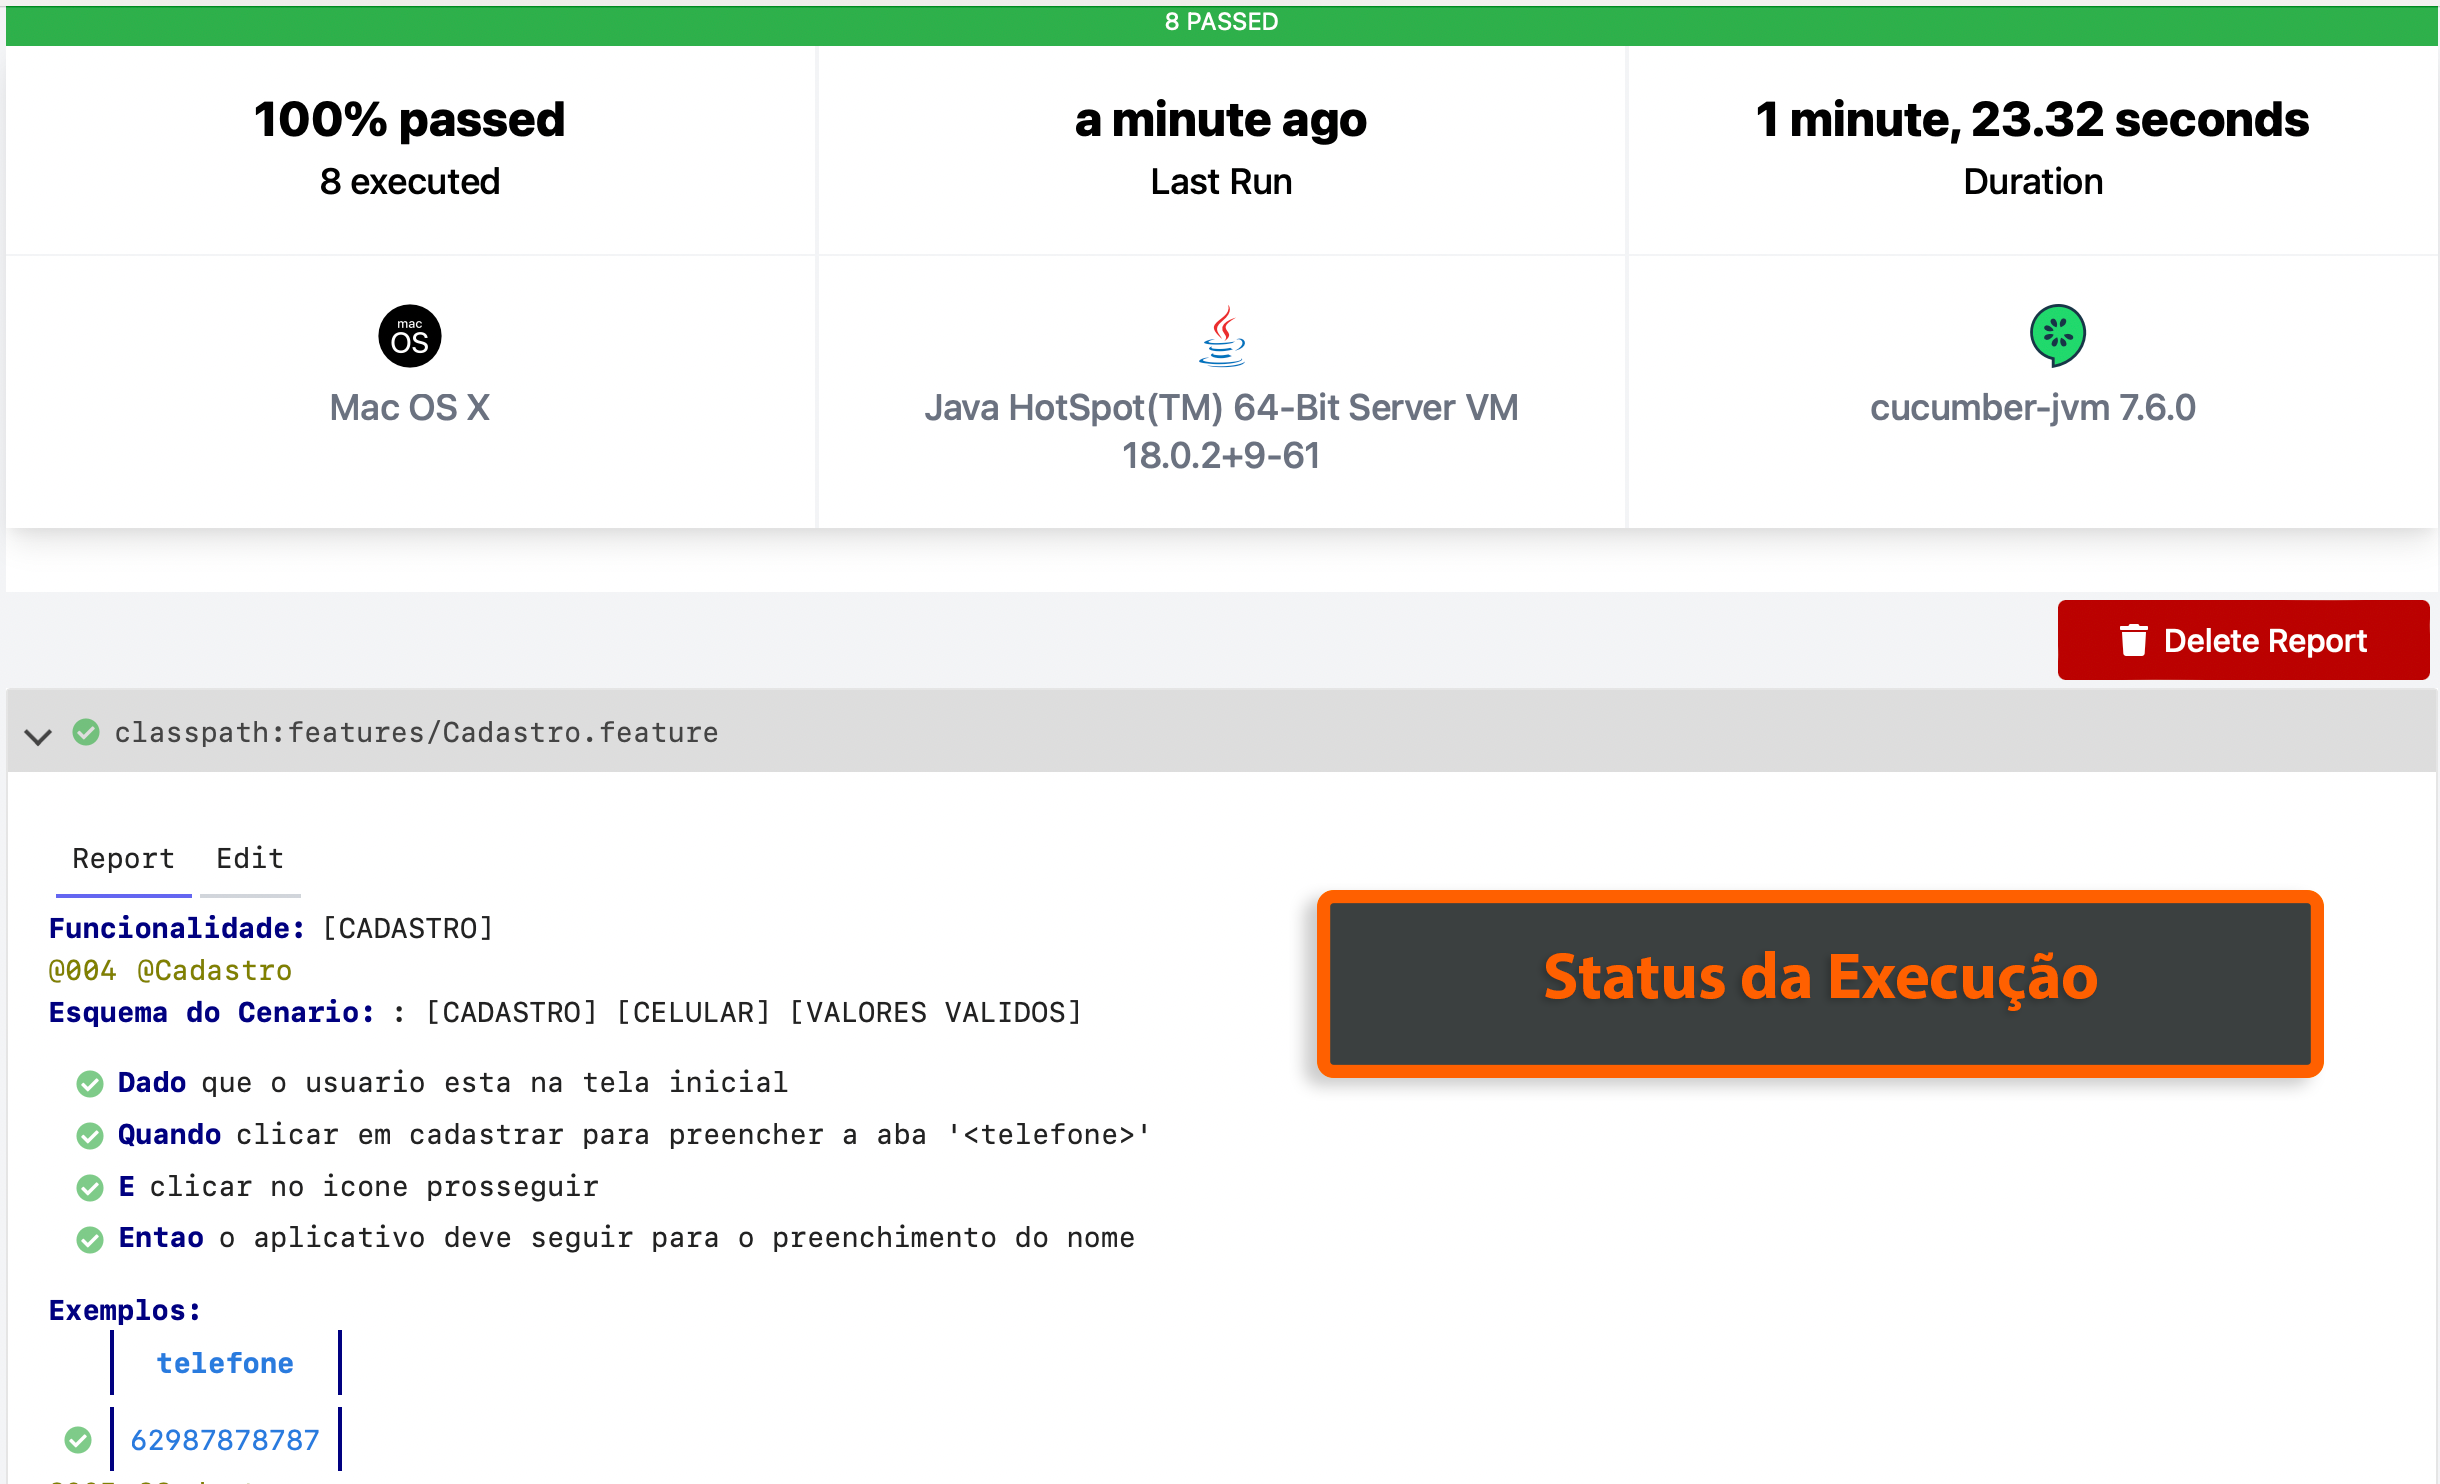 8 PASSED
100% passed
8 executed
a minute ago
Last Run
1 minute, 23.32 seconds
Duration
mac
OS
Mac OS X
Java HotSpot(TM) 64-Bit Server VM
18.0.2+9-61
cucumber-jvm 7.6.0
Delete Report
classpath:features/Cadastro.feature
Report Edit
Funcionalidade: [CADASTRO]
@004 @Cadastro
Esquema do Cenario: : [CADASTRO] [CELULAR] [VALORES VALIDOS]
Status da Execução
Dado que o usuario esta na tela inicial
Quando clicar em cadastrar para preencher a aba '<telefone>'
E clicar no icone prosseguir
Entao o aplicativo deve seguir para o preenchimento do nome
Exemplos:
telefone
62987878787